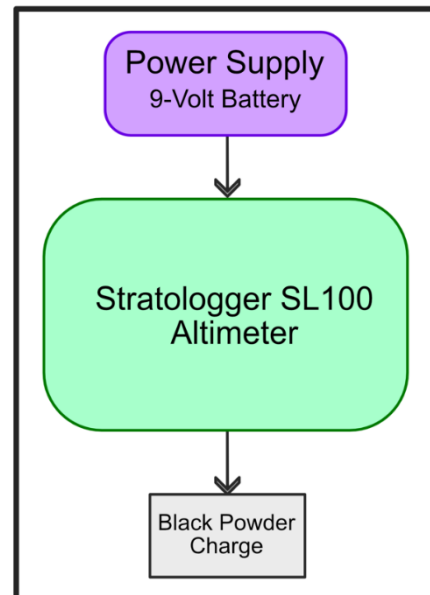 Power Supply
9-Volt Battery
Stratologger SL100
Altimeter
Black Powder
Charge